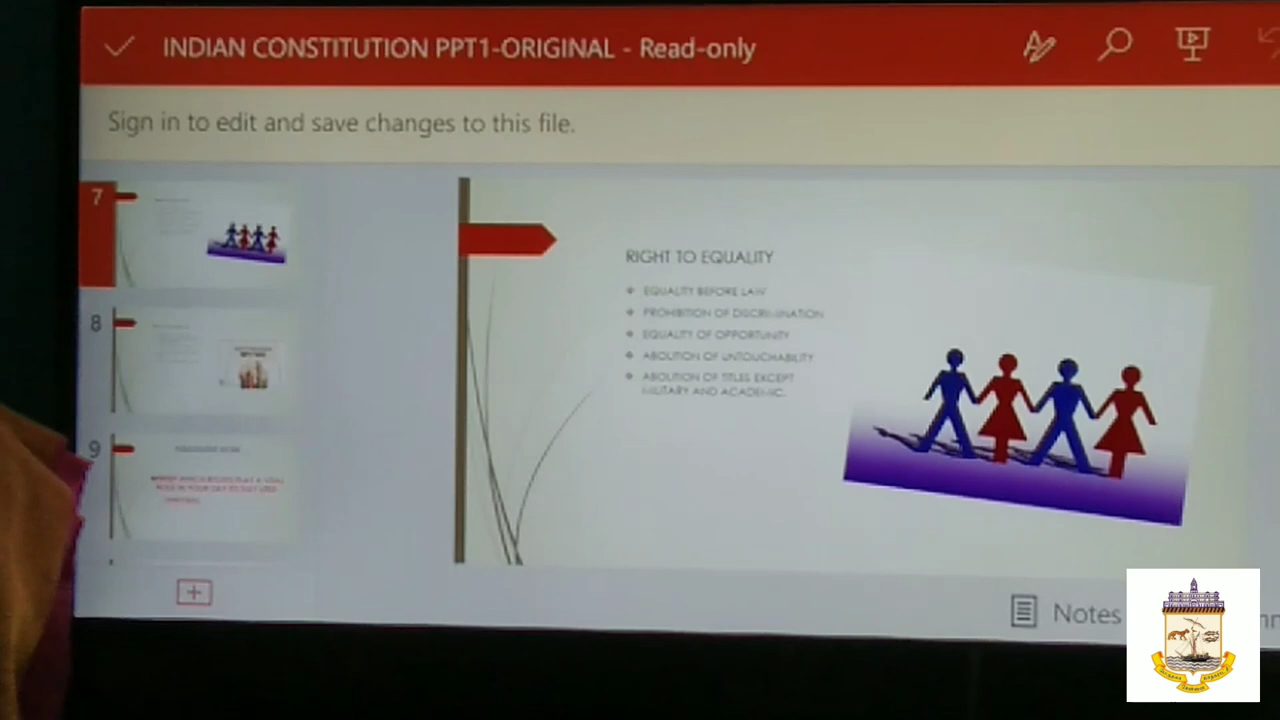 INDIAN CONSTITUTION PPT1-ORIGINAL - Read-only
Sign in to edit and save changes to this file.
7
8
9
RIGHT TO EQUALITY
EQUALITY BEFORE LAW
PROHIBITION OF DISCRIMINATION
EQUALITY OF OPPORTUNITY
ABOLITION OF UNTOUCHABILITY
ABOLITION OF TITLES EXCEPT
MILITARY AND ACADEMIC.
Notes